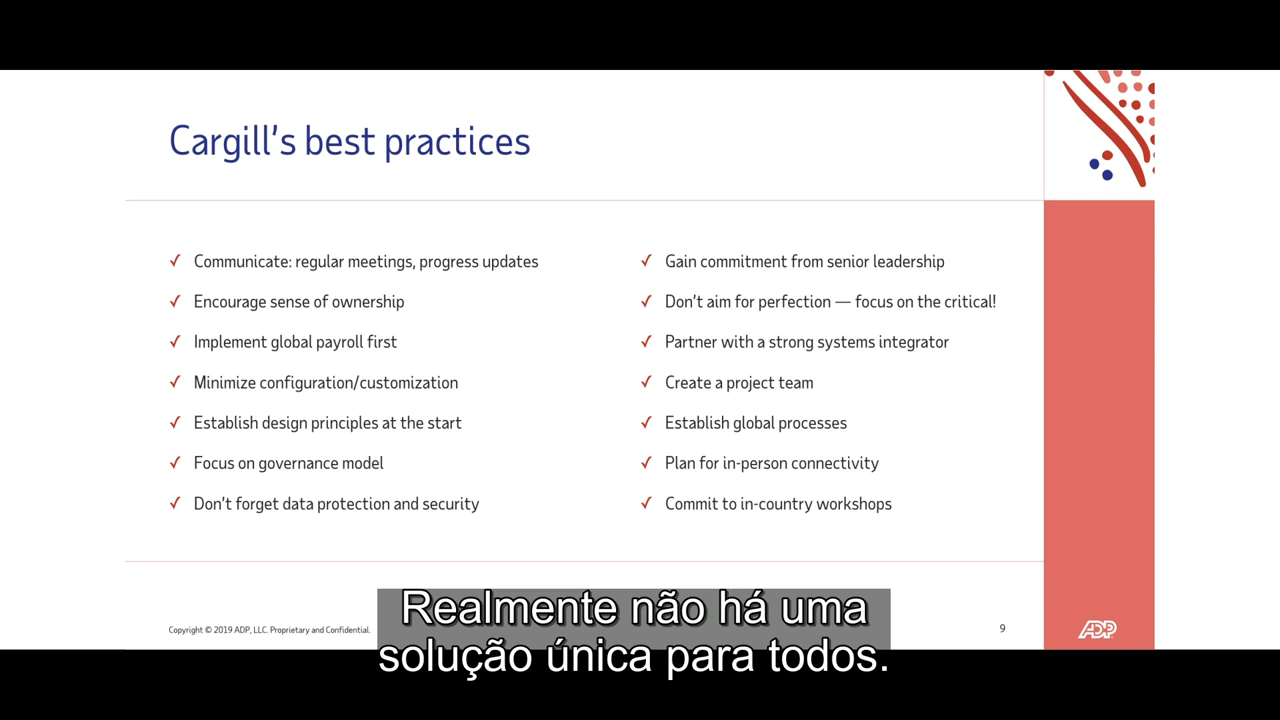 Cargill's best practices
✓ Communicate: regular meetings, progress updates
✓ Encourage sense of ownership
✓ Implement global payroll first
✓ Minimize configuration/customization
✓ Establish design principles at the start
✓ Focus on governance model
✓ Don't forget data protection and security
✓ Gain commitment from senior leadership
✓ Don't aim for perfection — focus on the critical!
✓ Partner with a strong systems integrator
✓ Create a project team
✓ Establish global processes
✓ Plan for in-person connectivity
✓ Commit to in-country workshops
Copyright © 2019 ADP, LLC. Proprietary and Confidential.
9
ADP
Realmente não há uma
solução única para todos.